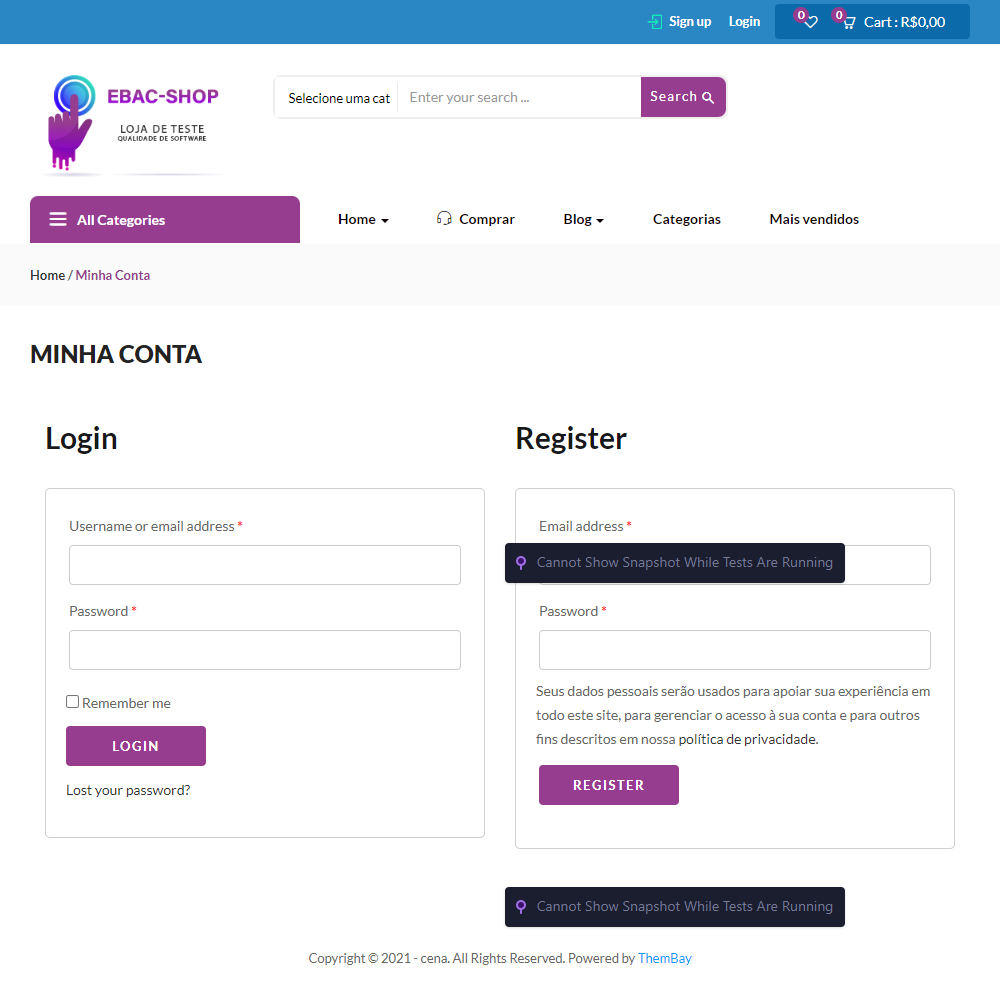 Sign up Login 0 0 Cart : R$0,00
EBAC-SHOP
LOJA DE TESTE
QUALIDADE DE SOFTWARE
Selecione uma cat Enter your search ... Search
All Categories Home Comprar Blog Categorias Mais vendidos
Home / Minha Conta
MINHA CONTA
Login
Username or email address *
Password *
Remember me
LOGIN
Lost your password?
Register
Email address *
Cannot Show Snapshot While Tests Are Running
Password *
Seus dados pessoais serão usados para apoiar sua experiência em
todo este site, para gerenciar o acesso à sua conta e para outros
fins descritos em nossa política de privacidade.
REGISTER
Cannot Show Snapshot While Tests Are Running
Copyright © 2021 - cena. All Rights Reserved. Powered by ThemBay